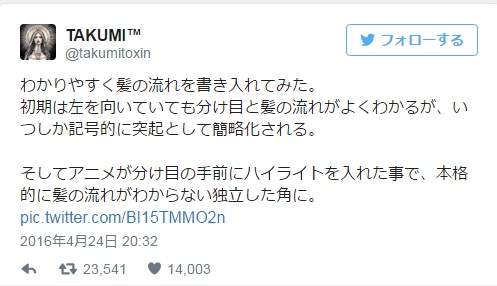 TAKUMI™
@takumitoxin
フォローする
わかりやすく髪の流れを書き入れてみた。
初期は左を向いていても分け目と髪の流れがよくわかるが、い
つしか記号的に突起として簡略化される。
そしてアニメが分け目の手前にハイライトを入れた事で、本格
的に髪の流れがわからない独立した角に。
pic.twitter.com/BI15TMMO2n
2016年4月24日 20:32
23,541 14,003